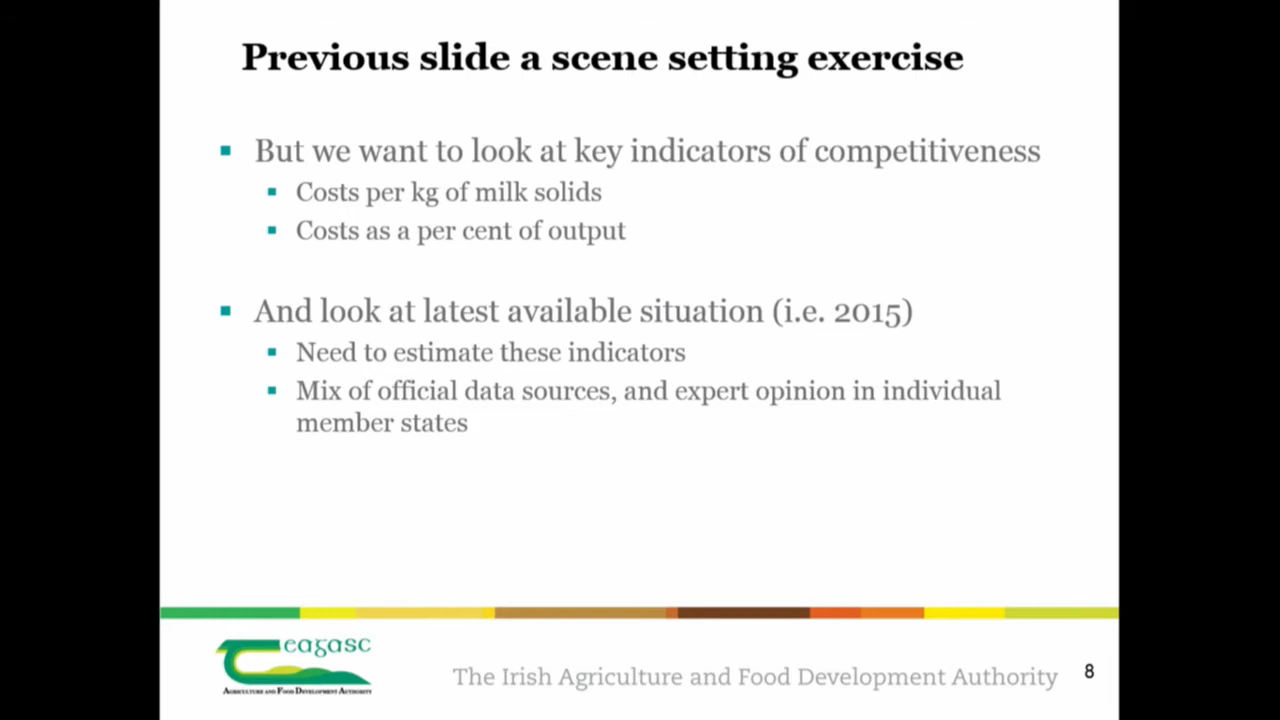 Previous slide a scene setting exercise
But we want to look at key indicators of competitiveness
Costs per kg of milk solids
Costs as a per cent of output
And look at latest available situation (i.e. 2015)
Need to estimate these indicators
Mix of official data sources, and expert opinion in individual
member states
eagasc
AGRICULTURE AND FOOD DEVELOPMENT AUTHORITY
The Irish Agriculture and Food Development Authority
8